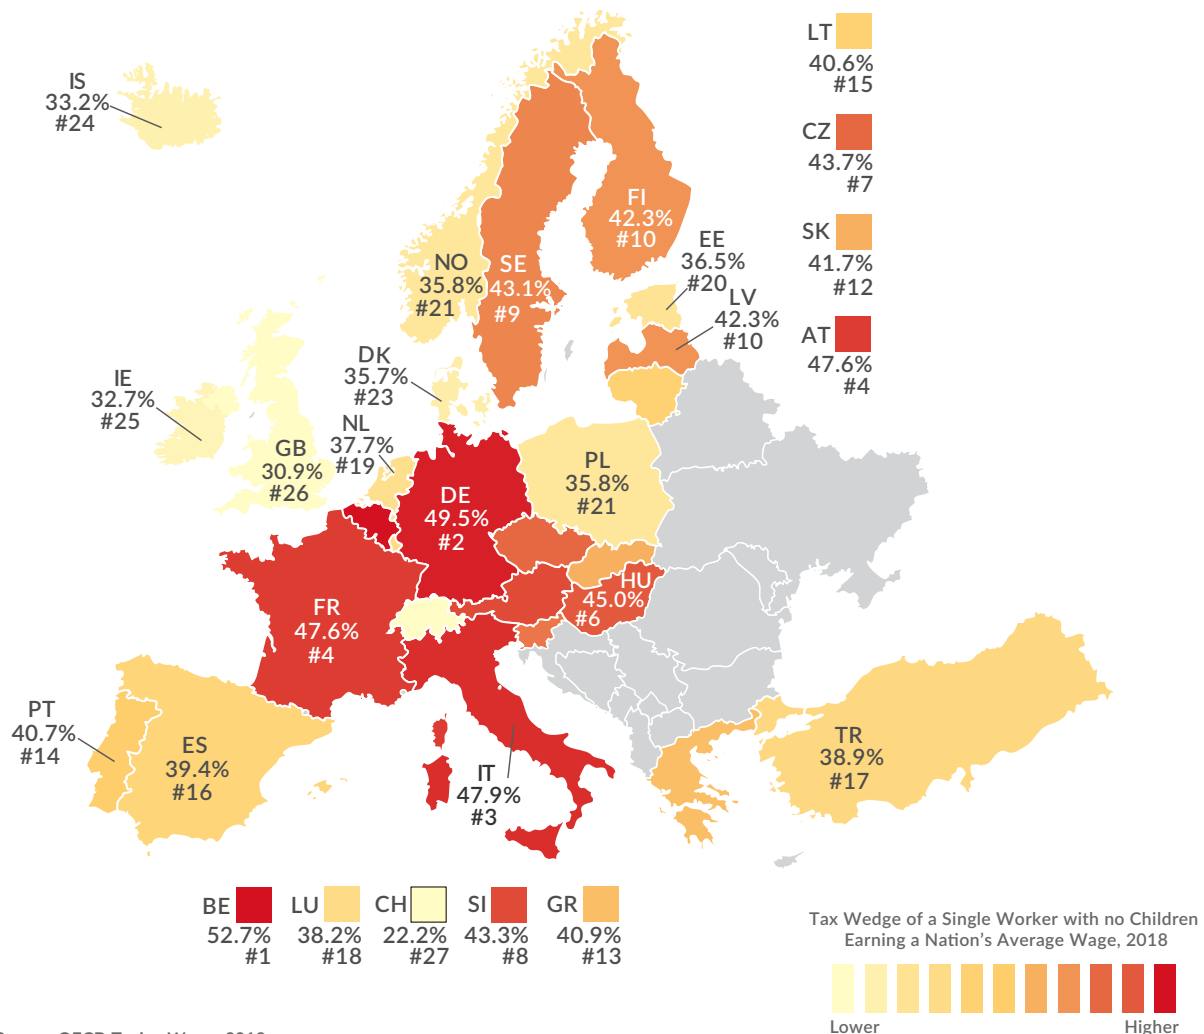 IS
33.2%
#24
LT
40.6%
#15
CZ
43.7%
#7
SK
41.7%
#12
AT
47.6%
#4
FI
42.3%
#10
EE
36.5%
#20
LV
42.3%
#10
NO
35.8%
#21
SE
43.1%
#9
DK
35.7%
#23
IE
32.7%
#25
NL
37.7%
#19
GB
30.9%
#26
PL
35.8%
#21
DE
49.5%
#2
HU
45.0%
#6
FR
47.6%
#4
PT
40.7%
#14
ES
39.4%
#16
IT
47.9%
#3
TR
38.9%
#17
BE
52.7%
#1
LU
38.2%
#18
CH
22.2%
#27
SI
43.3%
#8
GR
40.9%
#13
Tax Wedge of a Single Worker with no Children
Earning a Nation's Average Wage, 2018
Lower Higher